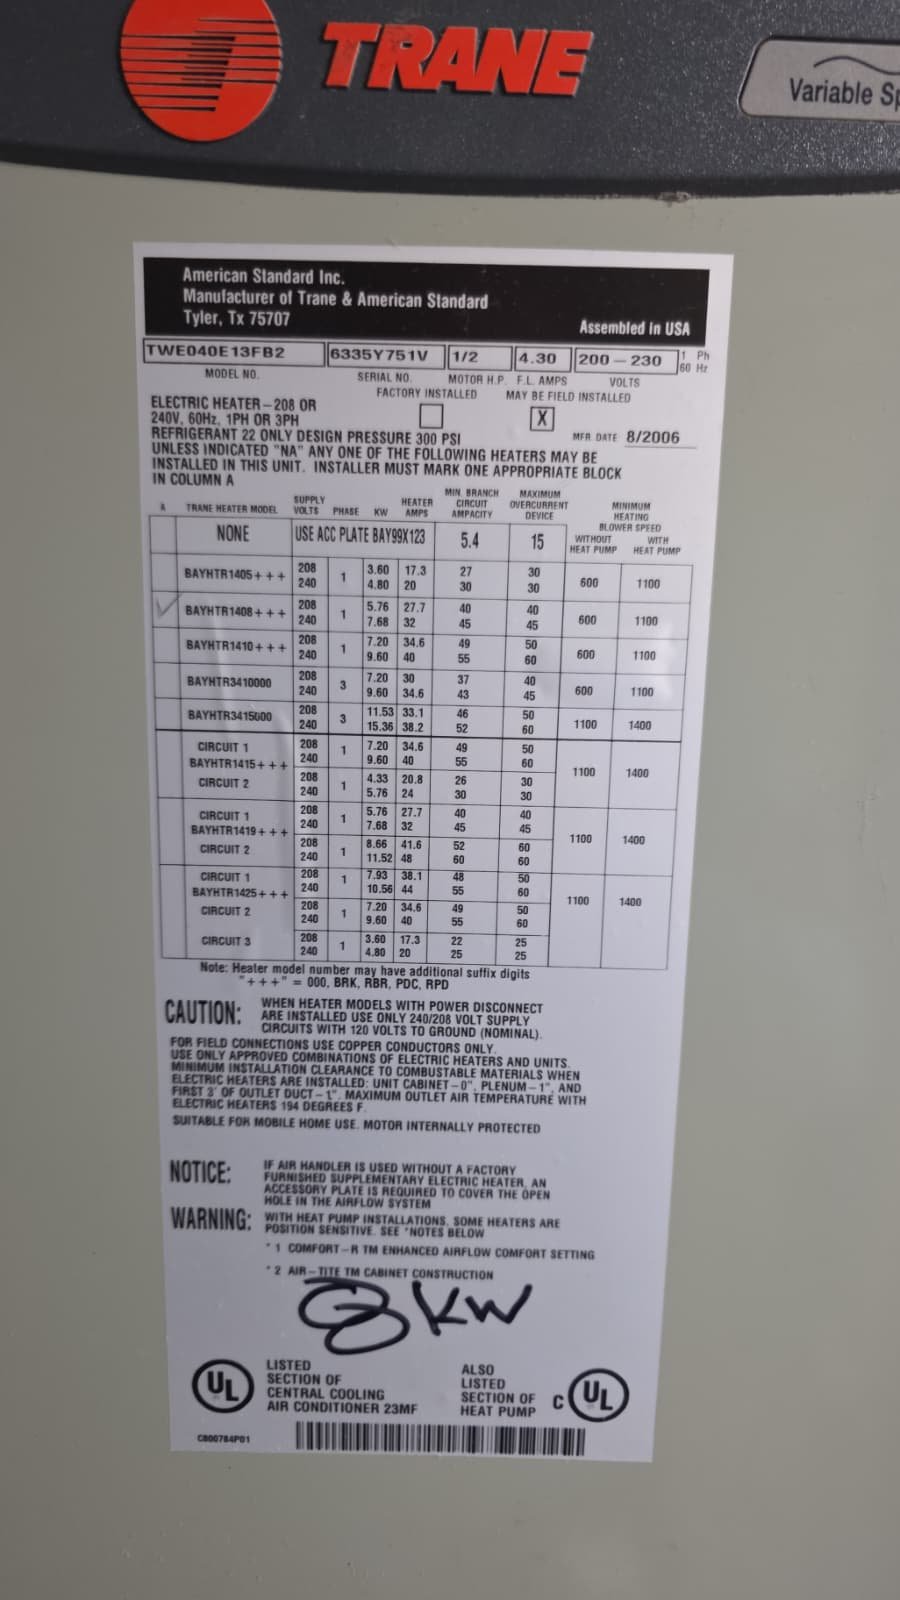 TRANE
Variable Sp
American Standard Inc.
Manufacturer of Trane & American Standard
Tyler, Tx 75707
Assembled in USA
TWE040E13FB2 6335Y751V 1/2 4.30 200 – 230 1 Ph 60 Hz
MODEL NO. SERIAL NO. MOTOR H.P. F.L. AMPS VOLTS
FACTORY INSTALLED MAY BE FIELD INSTALLED
ELECTRIC HEATER – 208 OR
240V, 60Hz, 1PH OR 3PH X
REFRIGERANT 22 ONLY DESIGN PRESSURE 300 PSI MFR DATE 8/2006
UNLESS INDICATED "NA" ANY ONE OF THE FOLLOWING HEATERS MAY BE
INSTALLED IN THIS UNIT. INSTALLER MUST MARK ONE APPROPRIATE BLOCK
IN COLUMN A
A TRANE HEATER MODEL SUPPLY VOLTS PHASE KW HEATER AMPS MIN. BRANCH CIRCUIT AMPACITY MAXIMUM OVERCURRENT DEVICE MINIMUM HEATING BLOWER SPEED
WITHOUT HEAT PUMP WITH HEAT PUMP
NONE USE ACC PLATE BAY99X123 5.4 15
BAYHTR1405+++ 208 1 3.60 17.3 27 30 600 1100
240 4.80 20 30 30
✓ BAYHTR1408+++ 208 1 5.76 27.7 40 40 600 1100
240 7.68 32 45 45
BAYHTR1410+++ 208 1 7.20 34.6 49 50 600 1100
240 9.60 40 55 60
BAYHTR3410000 208 3 7.20 30 37 40 600 1100
240 9.60 34.6 43 45
BAYHTR3415000 208 3 11.53 33.1 46 50 1100 1400
240 15.36 38.2 52 60
CIRCUIT 1 208 1 7.20 34.6 49 50 1100 1400
BAYHTR1415+++ 240 9.60 40 55 60
CIRCUIT 2 208 1 4.33 20.8 26 30
240 5.76 24 30 30
CIRCUIT 1 208 1 5.76 27.7 40 40 1100 1400
BAYHTR1419+++ 240 7.68 32 45 45
CIRCUIT 2 208 1 8.66 41.6 52 60
240 11.52 48 60 60
CIRCUIT 1 208 1 7.93 38.1 48 50 1100 1400
BAYHTR1425+++ 240 10.56 44 55 60
CIRCUIT 2 208 1 7.20 34.6 49 50
240 9.60 40 55 60
CIRCUIT 3 208 1 3.60 17.3 22 25
240 4.80 20 25 25
Note: Heater model number may have additional suffix digits
"+++" = 000, BRK, RBR, PDC, RPD
CAUTION: WHEN HEATER MODELS WITH POWER DISCONNECT
ARE INSTALLED USE ONLY 240/208 VOLT SUPPLY
CIRCUITS WITH 120 VOLTS TO GROUND (NOMINAL).
FOR FIELD CONNECTIONS USE COPPER CONDUCTORS ONLY.
USE ONLY APPROVED COMBINATIONS OF ELECTRIC HEATERS AND UNITS.
MINIMUM INSTALLATION CLEARANCE TO COMBUSTABLE MATERIALS WHEN
ELECTRIC HEATERS ARE INSTALLED: UNIT CABINET – 0", PLENUM – 1", AND
FIRST 3' OF OUTLET DUCT – 1". MAXIMUM OUTLET AIR TEMPERATURE WITH
ELECTRIC HEATERS 194 DEGREES F.
SUITABLE FOR MOBILE HOME USE. MOTOR INTERNALLY PROTECTED
NOTICE: IF AIR HANDLER IS USED WITHOUT A FACTORY
FURNISHED SUPPLEMENTARY ELECTRIC HEATER, AN
ACCESSORY PLATE IS REQUIRED TO COVER THE OPEN
HOLE IN THE AIRFLOW SYSTEM
WARNING: WITH HEAT PUMP INSTALLATIONS, SOME HEATERS ARE
POSITION SENSITIVE. SEE *NOTES BELOW
* 1 COMFORT – R TM ENHANCED AIRFLOW COMFORT SETTING
* 2 AIR – TITE TM CABINET CONSTRUCTION
8 KW
UL LISTED
SECTION OF
CENTRAL COOLING
AIR CONDITIONER 23MF
ALSO
LISTED
SECTION OF
HEAT PUMP
C UL
C800784P01